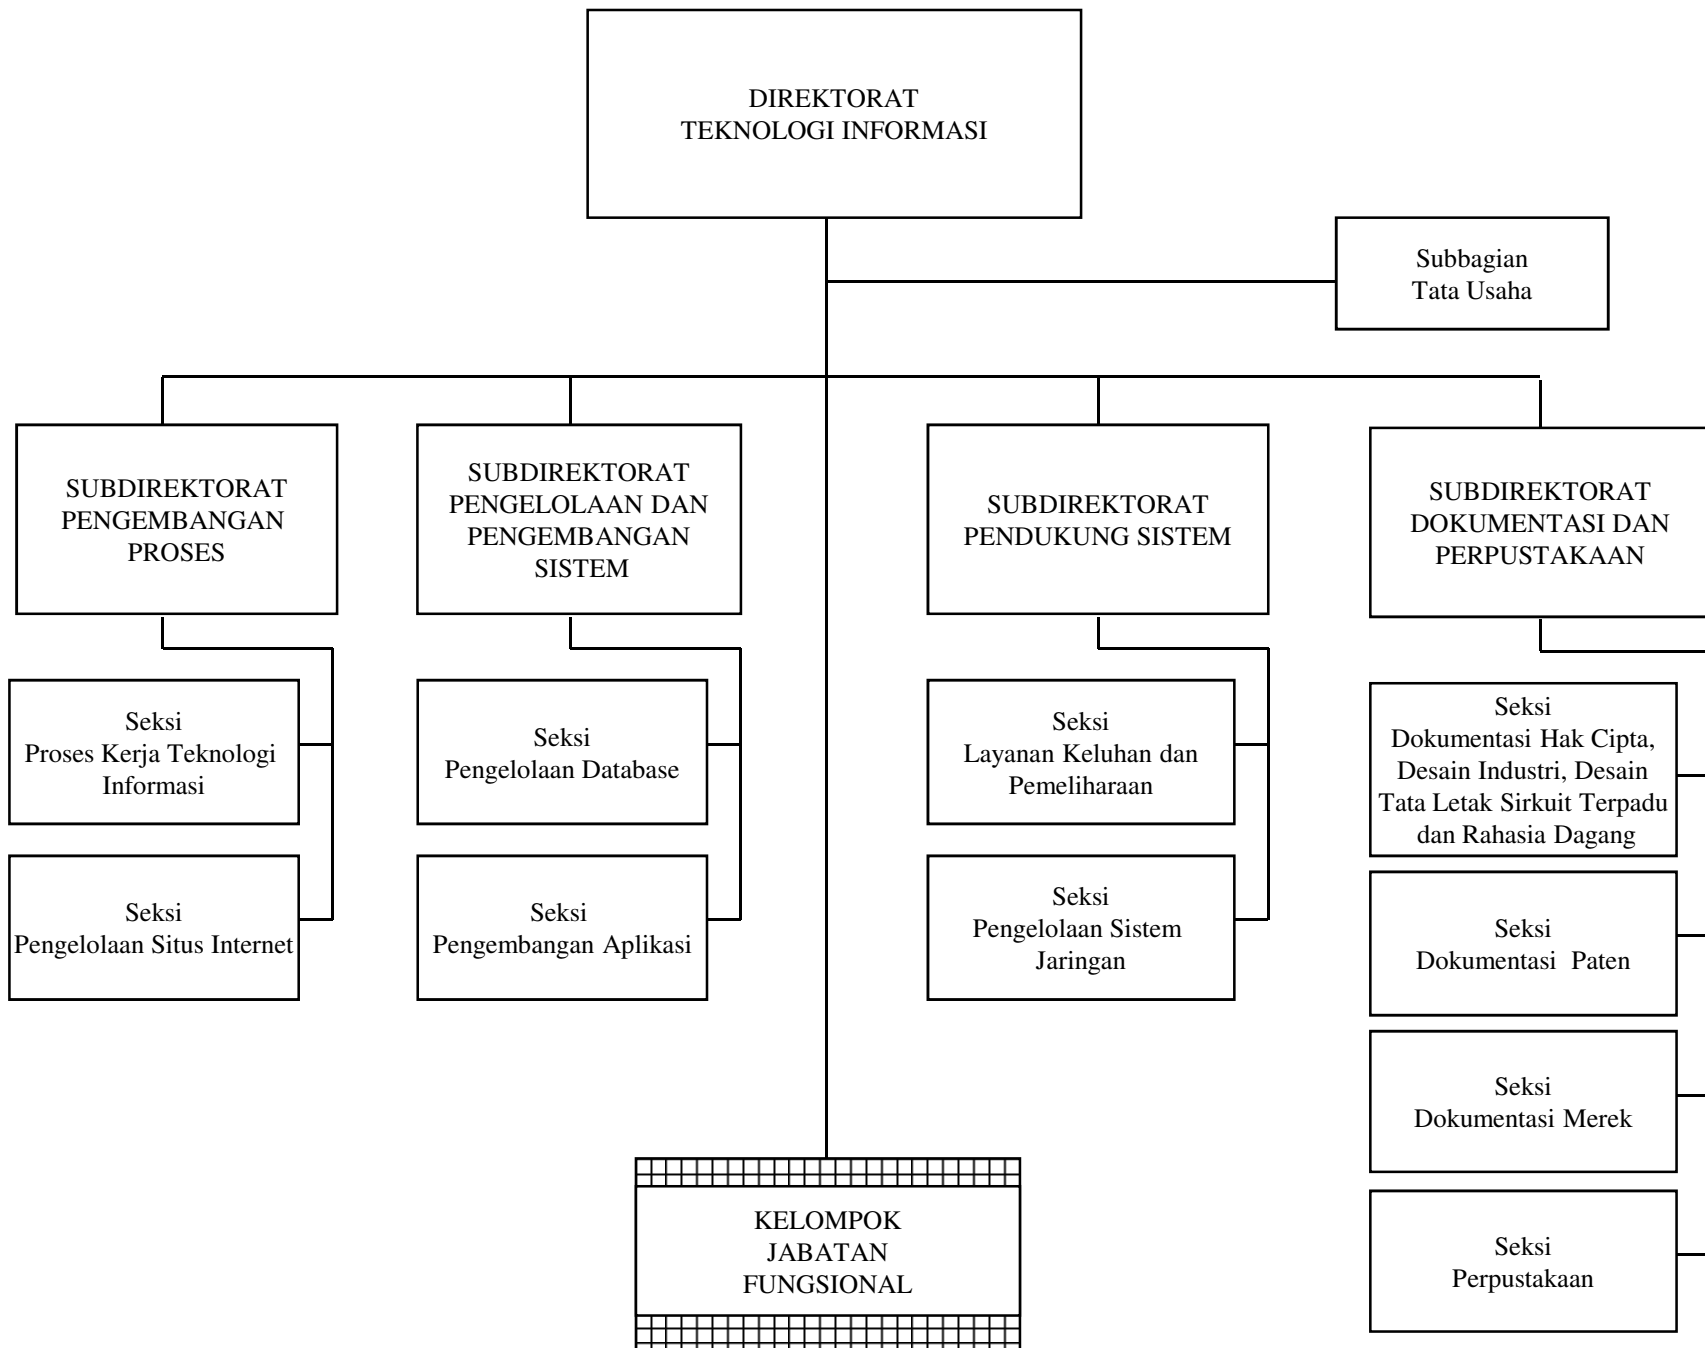 DIREKTORAT
TEKNOLOGI INFORMASI
Subbagian
Tata Usaha
SUBDIREKTORAT
PENGEMBANGAN
PROSES
SUBDIREKTORAT
PENGELOLAAN DAN
PENGEMBANGAN
SISTEM
SUBDIREKTORAT
PENDUKUNG SISTEM
SUBDIREKTORAT
DOKUMENTASI DAN
PERPUSTAKAAN
Seksi
Proses Kerja Teknologi
Informasi
Seksi
Pengelolaan Database
Seksi
Layanan Keluhan dan
Pemeliharaan
Seksi
Dokumentasi Hak Cipta,
Desain Industri, Desain
Tata Letak Sirkuit Terpadu
dan Rahasia Dagang
Seksi
Pengelolaan Situs Internet
Seksi
Pengembangan Aplikasi
Seksi
Pengelolaan Sistem
Jaringan
Seksi
Dokumentasi Paten
Seksi
Dokumentasi Merek
KELOMPOK
JABATAN
FUNGSIONAL
Seksi
Perpustakaan